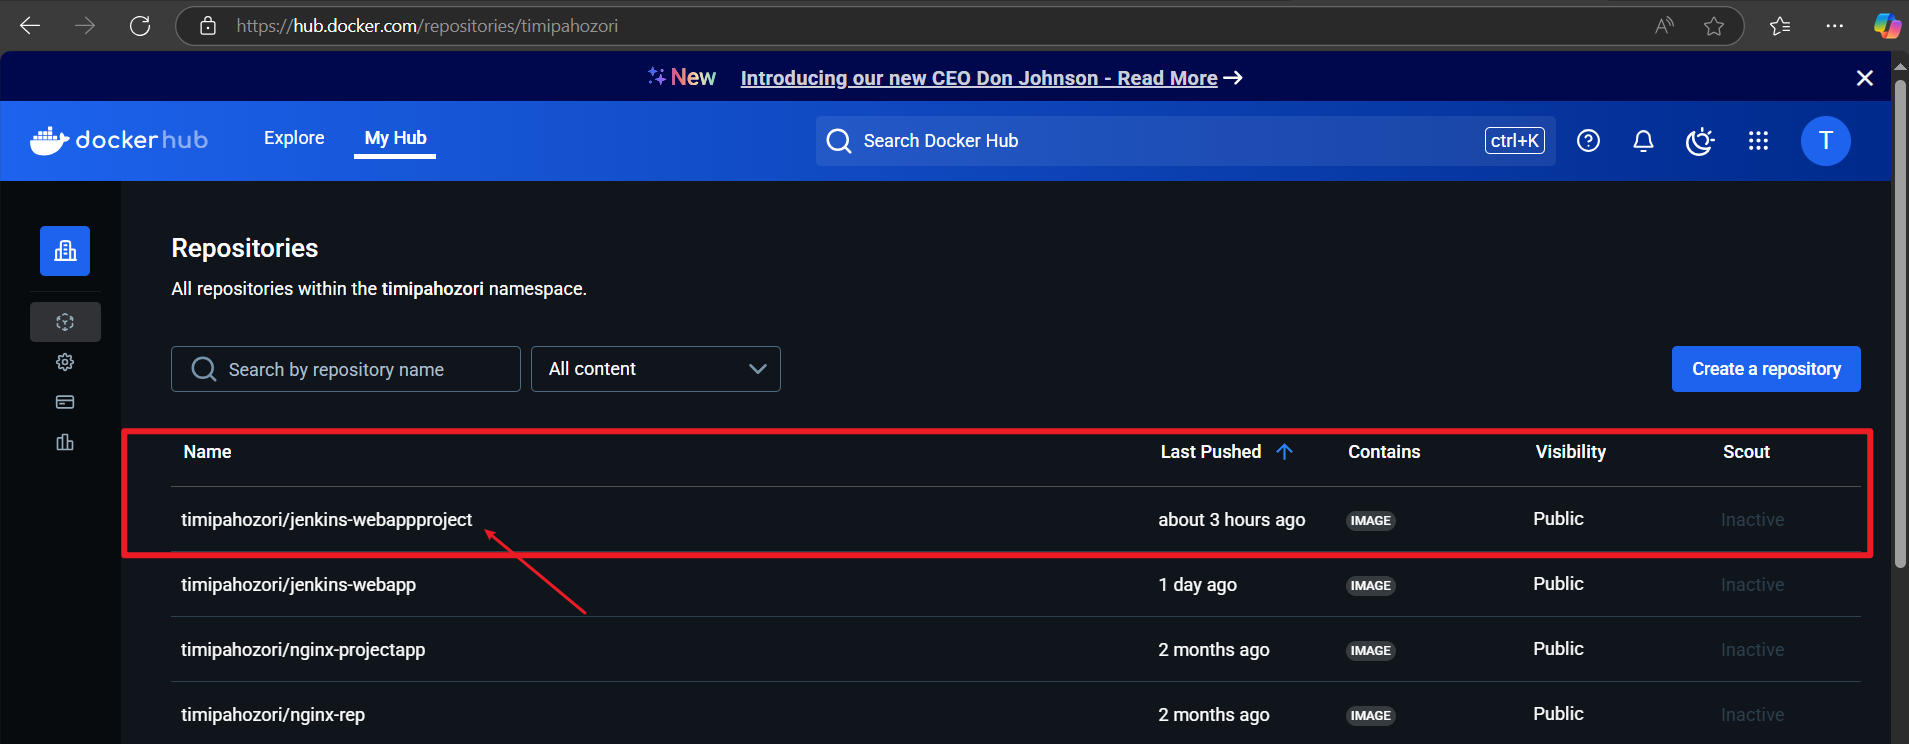 https://hub.docker.com/repositories/timipahozori
New Introducing our new CEO Don Johnson - Read More →
docker hub Explore My Hub Search Docker Hub ctrl+K T
Repositories
All repositories within the timipahozori namespace.
Search by repository name All content Create a repository
Name Last Pushed Contains Visibility Scout
timipahozori/jenkins-webappproject about 3 hours ago IMAGE Public Inactive
timipahozori/jenkins-webapp 1 day ago IMAGE Public Inactive
timipahozori/nginx-projectapp 2 months ago IMAGE Public Inactive
timipahozori/nginx-rep 2 months ago IMAGE Public Inactive